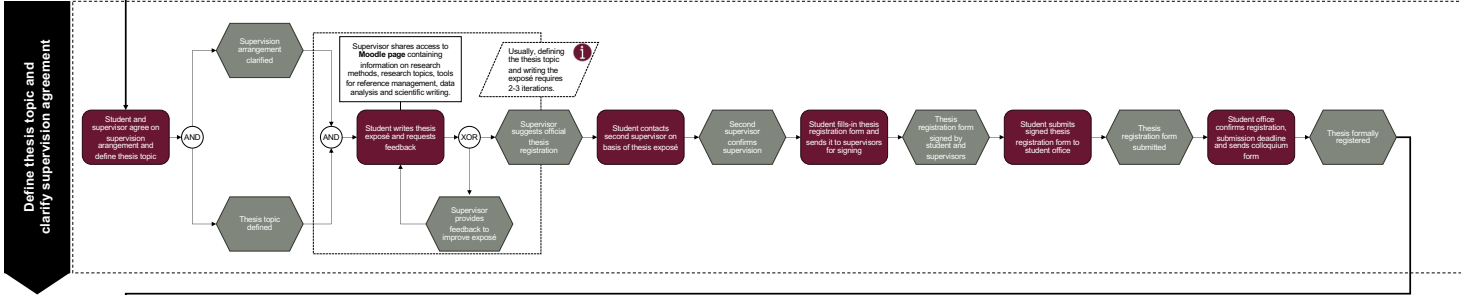 Define thesis topic and
clarify supervision agreement
Student and
supervisor agree on
supervision
arrangement and
define thesis topic
AND
Supervision
arrangement
clarified
Thesis topic
defined
AND
Supervisor shares access to
Moodle page containing
information on research
methods, research topics, tools
for reference management, data
analysis and scientific writing.
Student writes thesis
exposé and requests
feedback
XOR
Supervisor
provides
feedback to
improve exposé
Usually, defining
the thesis topic
and writing the
exposé requires
2-3 iterations.
i
Supervisor
suggests official
thesis
registration
Student contacts
second supervisor on
basis of thesis exposé
Second
supervisor
confirms
supervision
Student fills-in thesis
registration form and
sends it to supervisors
for signing
Thesis
registration form
signed by
student and
supervisors
Student submits
signed thesis
registration form to
student office
Thesis
registration form
submitted
Student office
confirms registration,
submission deadline
and sends colloquium
form
Thesis formally
registered